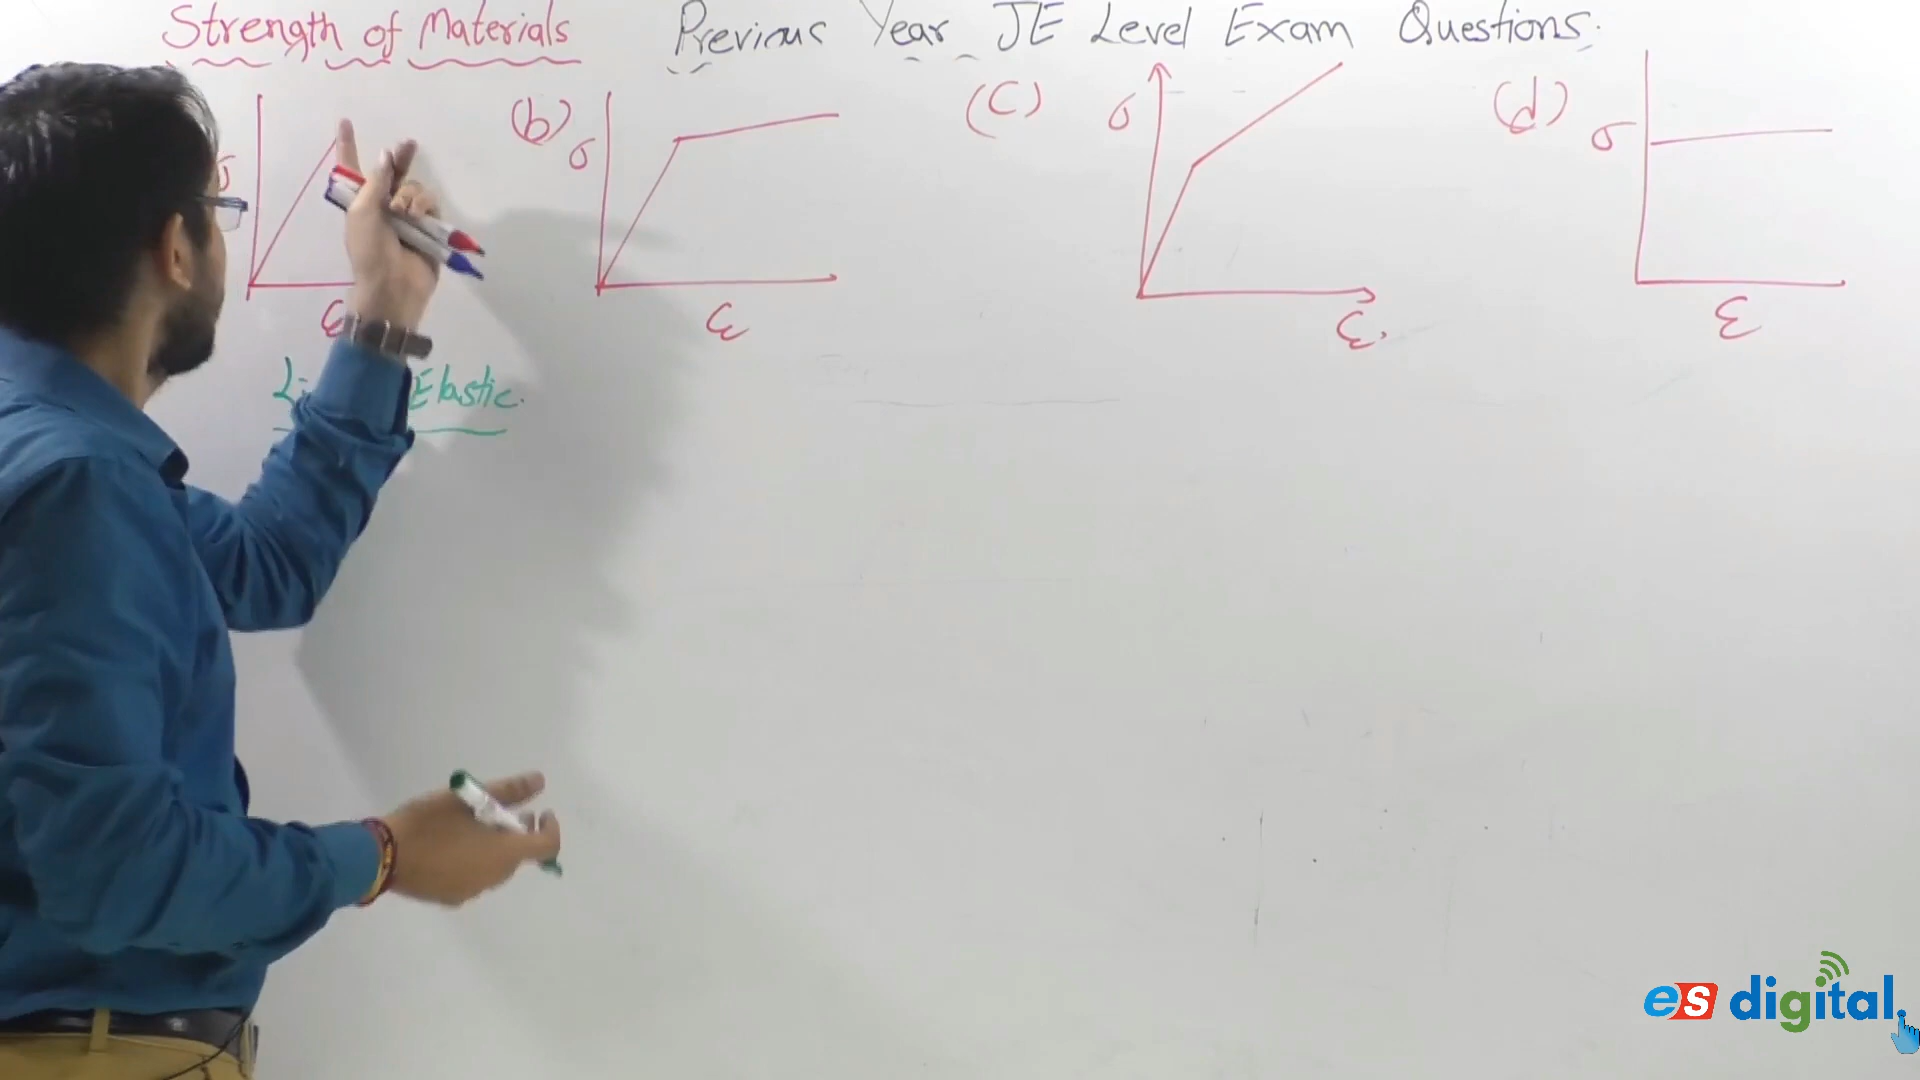 Strength of Materials Previous Year JE Level Exam Questions.
σ (b) σ (C) σ (d) σ
ε ε ε. ε
Elastic.
es digital.